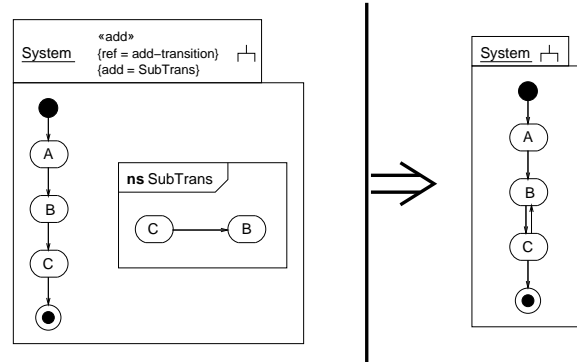 «add»
System
{ref = add-transition}
{add = SubTrans}
A
B
C
ns SubTrans
C
B
System
A
B
C